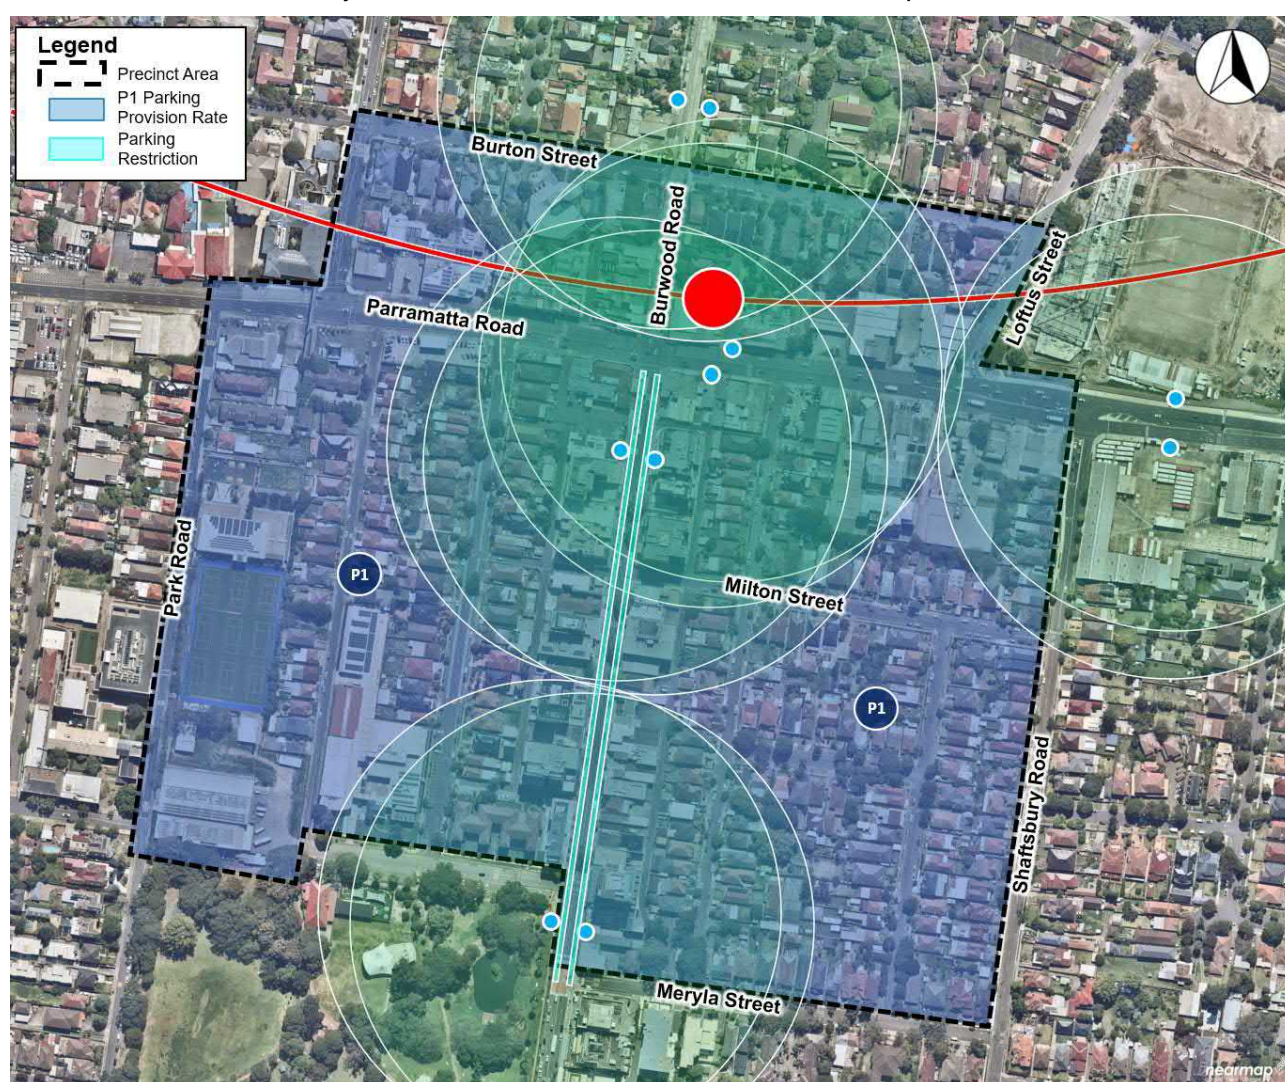 Legend
Precinct Area
P1 Parking
Provision Rate
Parking
Restriction
Burton Street
Burwood Road
Loftus Street
Parramatta Road
Park Road
P1
Milton Street
P1
Shaftsbury Road
Meryla Street
nearmap